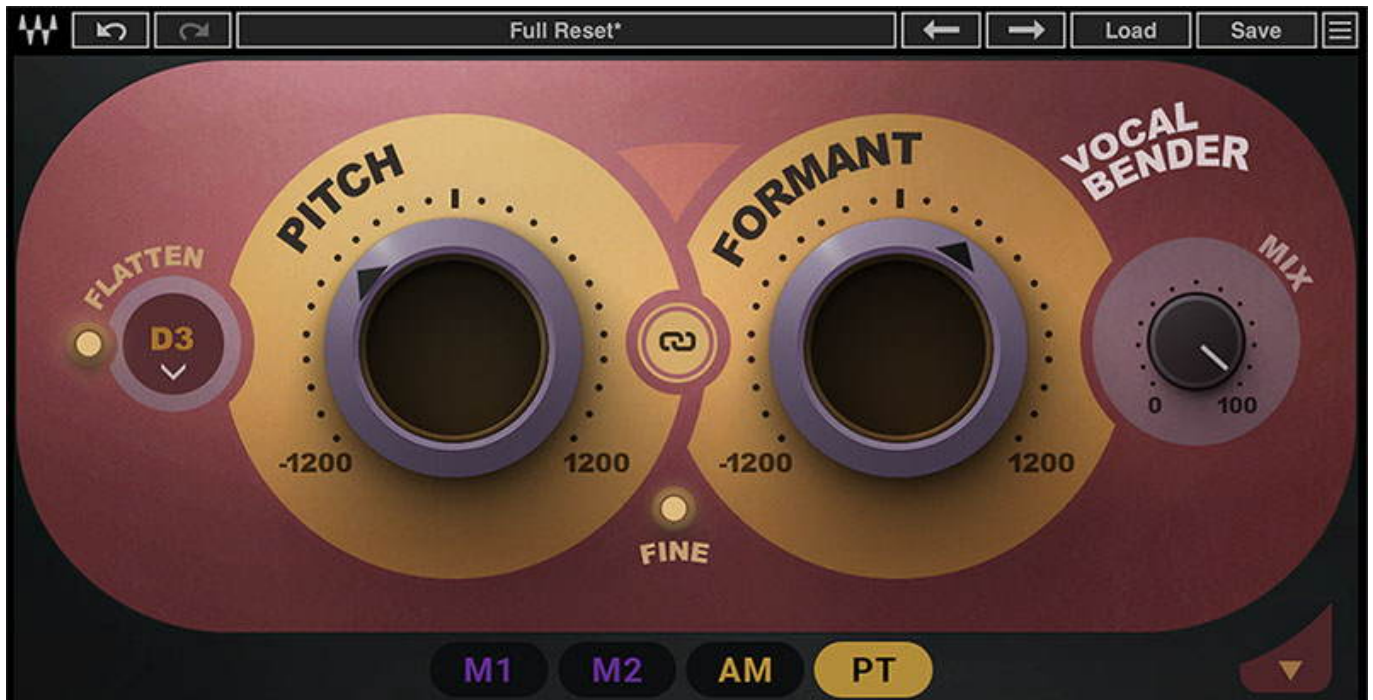 Full Reset*
Load
Save
PITCH
FORMANT
VOCAL
BENDER
FLATTEN
D3
MIX
0
100
-1200
1200
-1200
1200
FINE
M1
M2
AM
PT